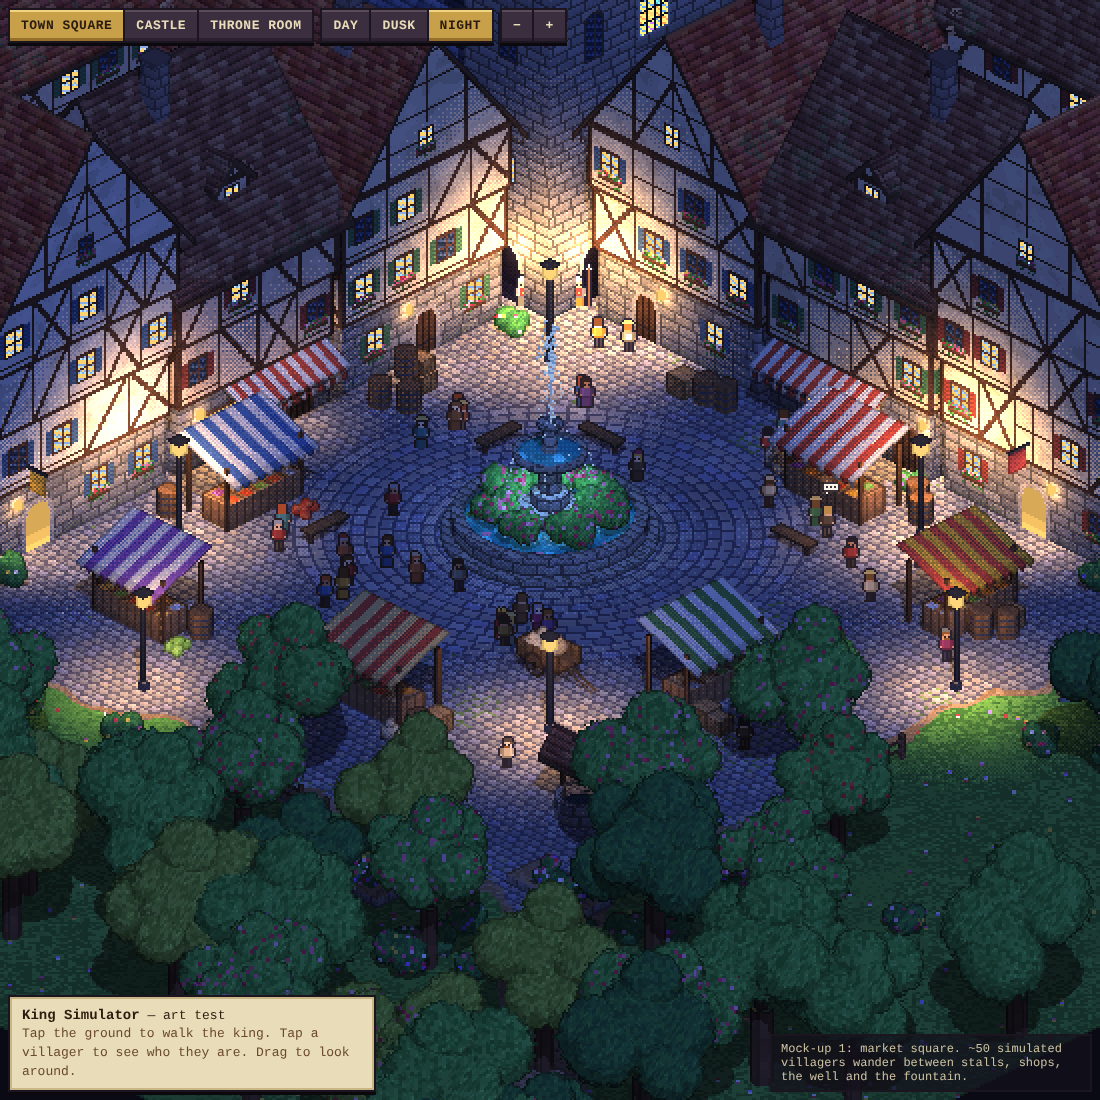 TOWN SQUARE CASTLE THRONE ROOM DAY DUSK NIGHT − +
King Simulator — art test
Tap the ground to walk the king. Tap a
villager to see who they are. Drag to look
around.
Mock-up 1: market square. ~50 simulated
villagers wander between stalls, shops,
the well and the fountain.